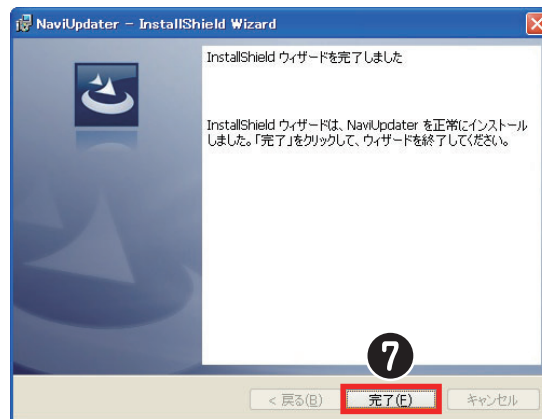 NaviUpdater - InstallShield Wizard
InstallShield ウィザードを完了しました
InstallShield ウィザードは、NaviUpdater を正常にインストール
しました。「完了」をクリックして、ウィザードを終了してください。
7
< 戻る(B)
完了(F)
キャンセル